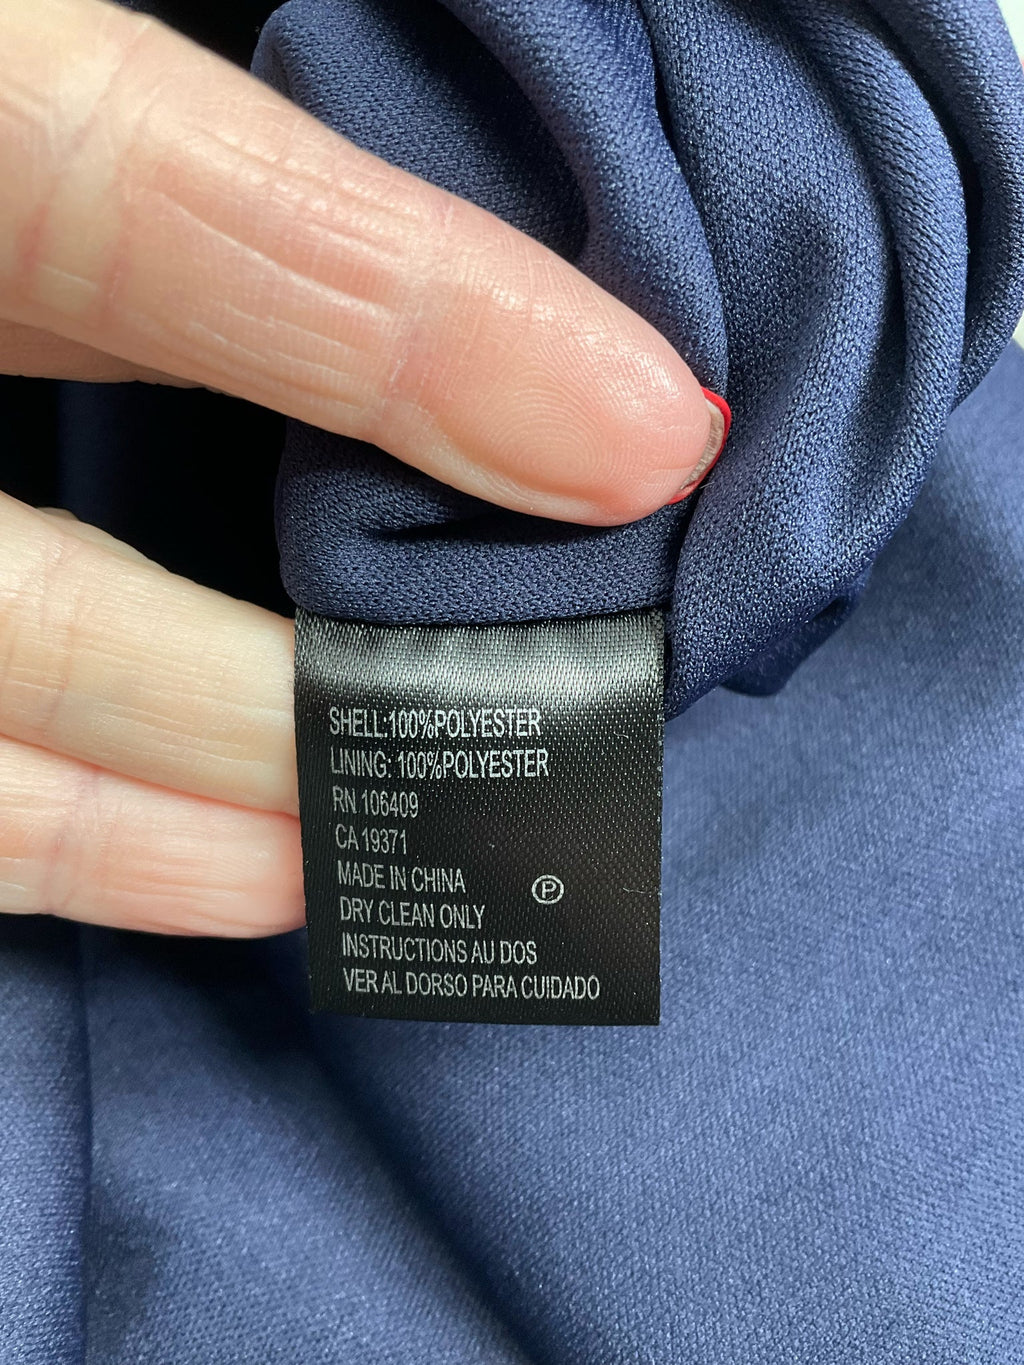 SHELL:100%POLYESTER
LINING: 100%POLYESTER
RN 106409
CA 19371
MADE IN CHINA
P
DRY CLEAN ONLY
INSTRUCTIONS AU DOS
VER AL DORSO PARA CUIDADO